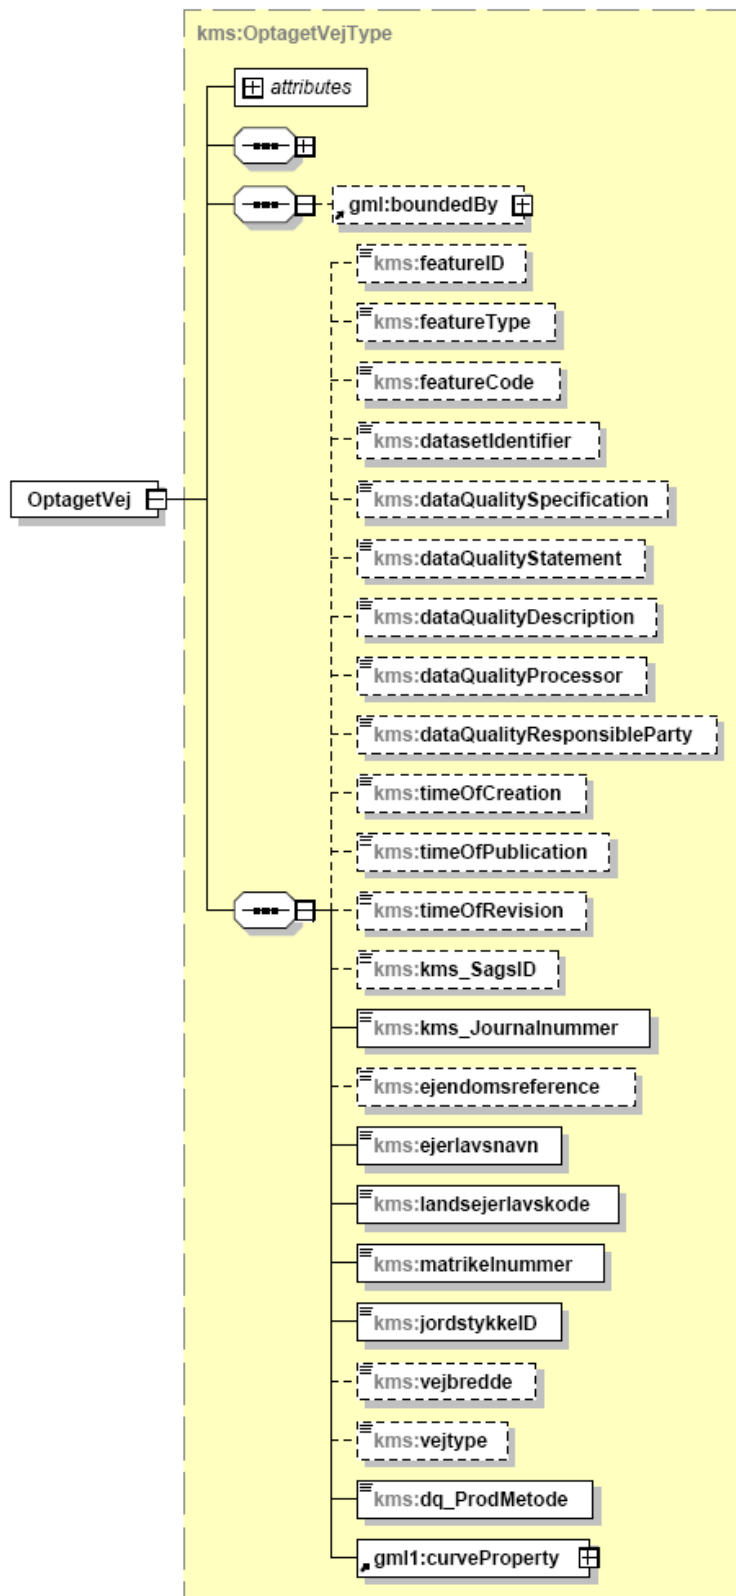 kms:OptagetVejType
attributes
gml:boundedBy
kms:featureID
kms:featureType
kms:featureCode
kms:datasetIdentifier
OptagetVej
kms:dataQualitySpecification
kms:dataQualityStatement
kms:dataQualityDescription
kms:dataQualityProcessor
kms:dataQualityResponsibleParty
kms:timeOfCreation
kms:timeOfPublication
kms:timeOfRevision
kms:kms_SagsID
kms:kms_Journalnummer
kms:ejendomsreference
kms:ejerlavsnavn
kms:landsejerlavskode
kms:matrikelnummer
kms:jordstykkeID
kms:vejbredde
kms:vejtype
kms:dq_ProdMetode
gml1:curveProperty